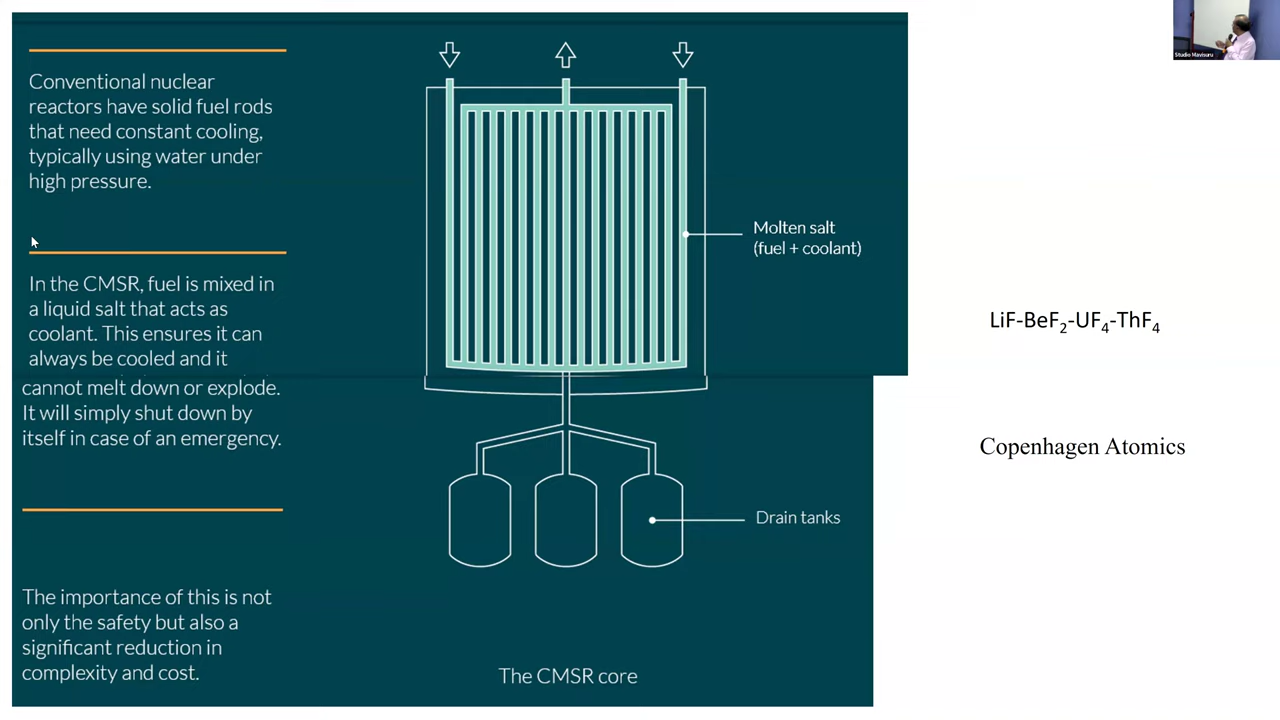 Conventional nuclear
reactors have solid fuel rods
that need constant cooling,
typically using water under
high pressure.
In the CMSR, fuel is mixed in
a liquid salt that acts as
coolant. This ensures it can
always be cooled and it
cannot melt down or explode.
It will simply shut down by
itself in case of an emergency.
The importance of this is not
only the safety but also a
significant reduction in
complexity and cost.
Molten salt
(fuel + coolant)
Drain tanks
The CMSR core
LiF-BeF₂-UF₄-ThF₄
Copenhagen Atomics
Studio Mavisuru